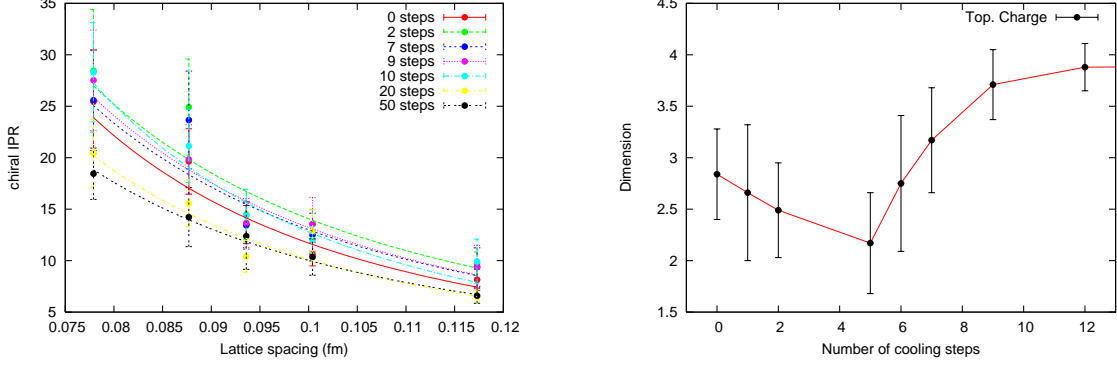 chiral IPR
35
30
25
20
15
10
5
0.075 0.08 0.085 0.09 0.095 0.1 0.105 0.11 0.115 0.12
Lattice spacing (fm)
0 steps
2 steps
7 steps
9 steps
10 steps
20 steps
50 steps
Dimension
4.5
4
3.5
3
2.5
2
1.5
0 2 4 6 8 10 12
Number of cooling steps
Top. Charge